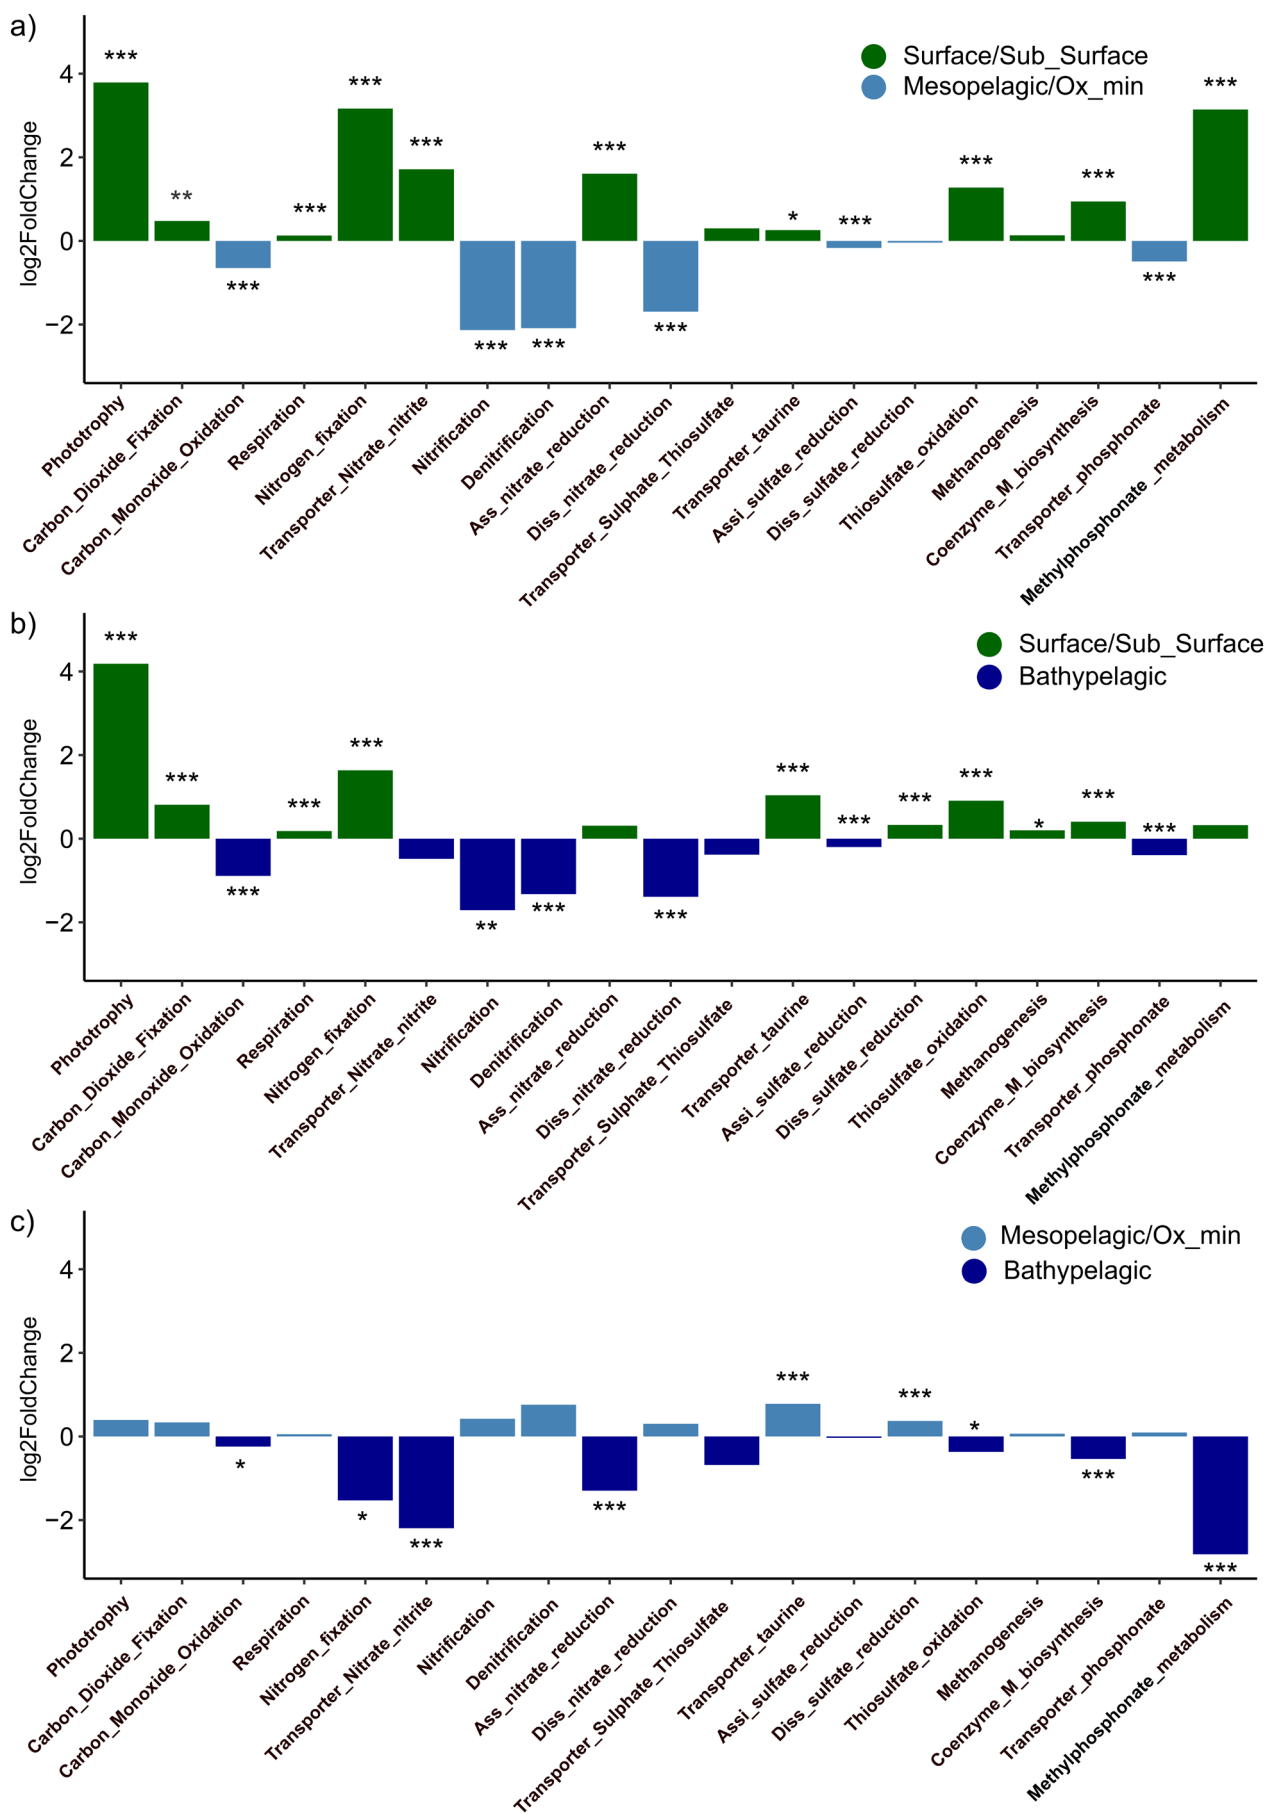 a)
Surface/Sub_Surface
Mesopelagic/Ox_min
log2FoldChange
4
2
0
−2
*** ** *** *** *** *** *** *** *** *** * *** *** *** *** ***
Phototrophy
Carbon_Dioxide_Fixation
Carbon_Monoxide_Oxidation
Respiration
Nitrogen_fixation
Transporter_Nitrate_nitrite
Nitrification
Denitrification
Ass_nitrate_reduction
Diss_nitrate_reduction
Transporter_Sulphate_Thiosulfate
Transporter_taurine
Assi_sulfate_reduction
Diss_sulfate_reduction
Thiosulfate_oxidation
Methanogenesis
Coenzyme_M_biosynthesis
Transporter_phosphonate
Methylphosphonate_metabolism
b)
Surface/Sub_Surface
Bathypelagic
log2FoldChange
4
2
0
−2
*** *** *** *** *** ** *** *** *** *** *** *** * *** ***
Phototrophy
Carbon_Dioxide_Fixation
Carbon_Monoxide_Oxidation
Respiration
Nitrogen_fixation
Transporter_Nitrate_nitrite
Nitrification
Denitrification
Ass_nitrate_reduction
Diss_nitrate_reduction
Transporter_Sulphate_Thiosulfate
Transporter_taurine
Assi_sulfate_reduction
Diss_sulfate_reduction
Thiosulfate_oxidation
Methanogenesis
Coenzyme_M_biosynthesis
Transporter_phosphonate
Methylphosphonate_metabolism
c)
Mesopelagic/Ox_min
Bathypelagic
log2FoldChange
4
2
0
−2
* * *** *** *** *** * *** ***
Phototrophy
Carbon_Dioxide_Fixation
Carbon_Monoxide_Oxidation
Respiration
Nitrogen_fixation
Transporter_Nitrate_nitrite
Nitrification
Denitrification
Ass_nitrate_reduction
Diss_nitrate_reduction
Transporter_Sulphate_Thiosulfate
Transporter_taurine
Assi_sulfate_reduction
Diss_sulfate_reduction
Thiosulfate_oxidation
Methanogenesis
Coenzyme_M_biosynthesis
Transporter_phosphonate
Methylphosphonate_metabolism